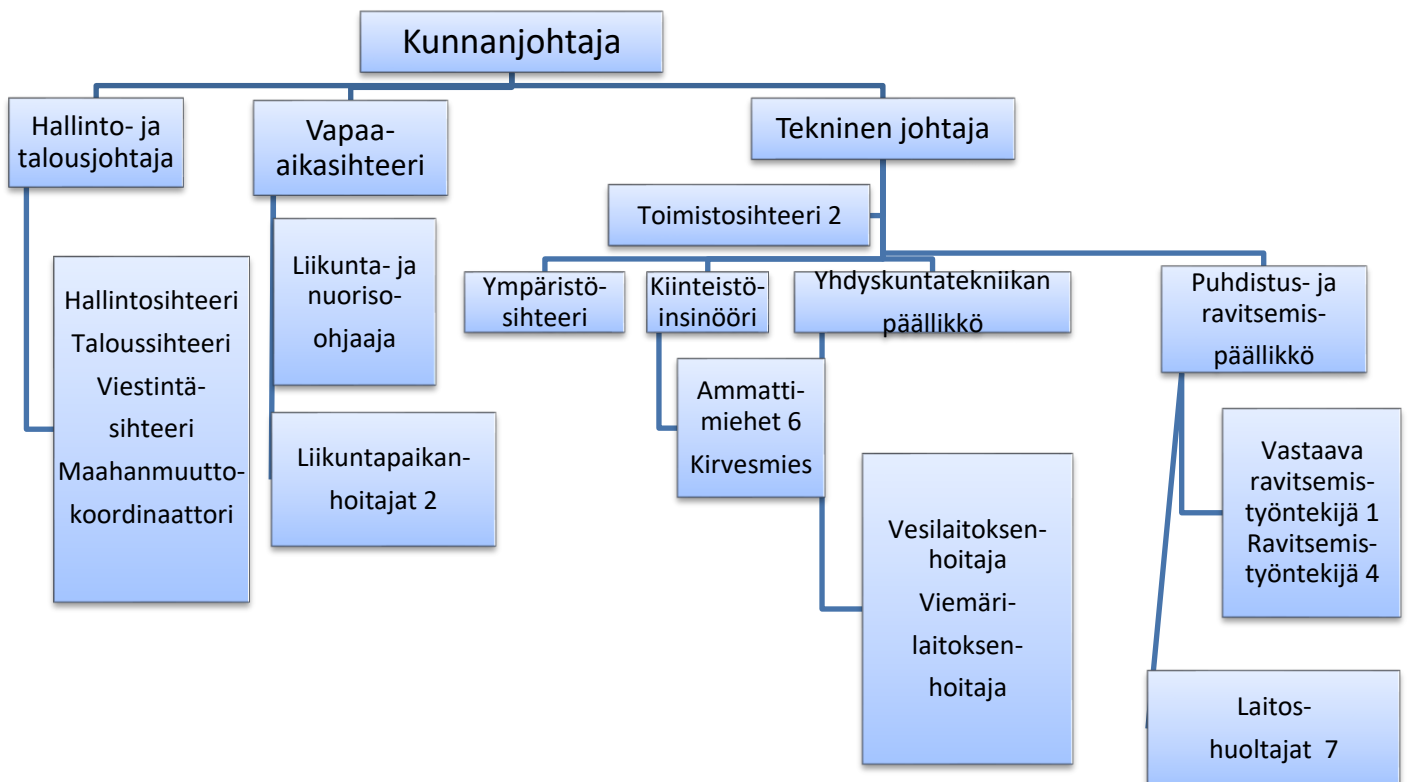 Kunnanjohtaja
Hallinto- ja
talousjohtaja
Vapaa-
aikasihteeri
Tekninen johtaja
Toimistosihteeri 2
Hallintosihteeri
Taloussihteeri
Viestintä-
sihteeri
Maahanmuutto-
koordinaattori
Liikunta- ja
nuoriso-
ohjaaja
Liikuntapaikan-
hoitajat 2
Ympäristö-
sihteeri
Kiinteistö-
insinööri
Yhdyskuntatekniikan
päällikkö
Puhdistus- ja
ravitsemis-
päällikkö
Ammatti-
miehet 6
Kirvesmies
Vesilaitoksen-
hoitaja
Viemäri-
laitoksen-
hoitaja
Vastaava
ravitsemis-
työntekijä 1
Ravitsemis-
työntekijä 4
Laitos-
huoltajat 7